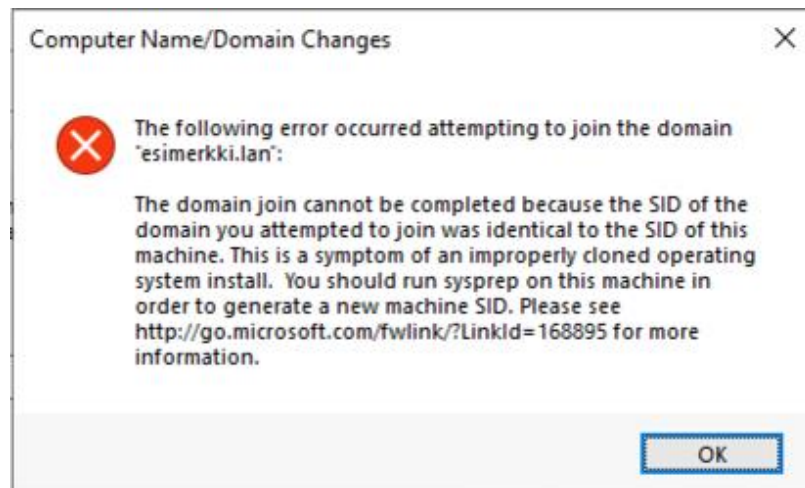 Computer Name/Domain Changes
The following error occurred attempting to join the domain
"esimerkki.lan":
The domain join cannot be completed because the SID of the
domain you attempted to join was identical to the SID of this
machine. This is a symptom of an improperly cloned operating
system install.  You should run sysprep on this machine in
order to generate a new machine SID. Please see
http://go.microsoft.com/fwlink/?LinkId=168895 for more
information.
OK